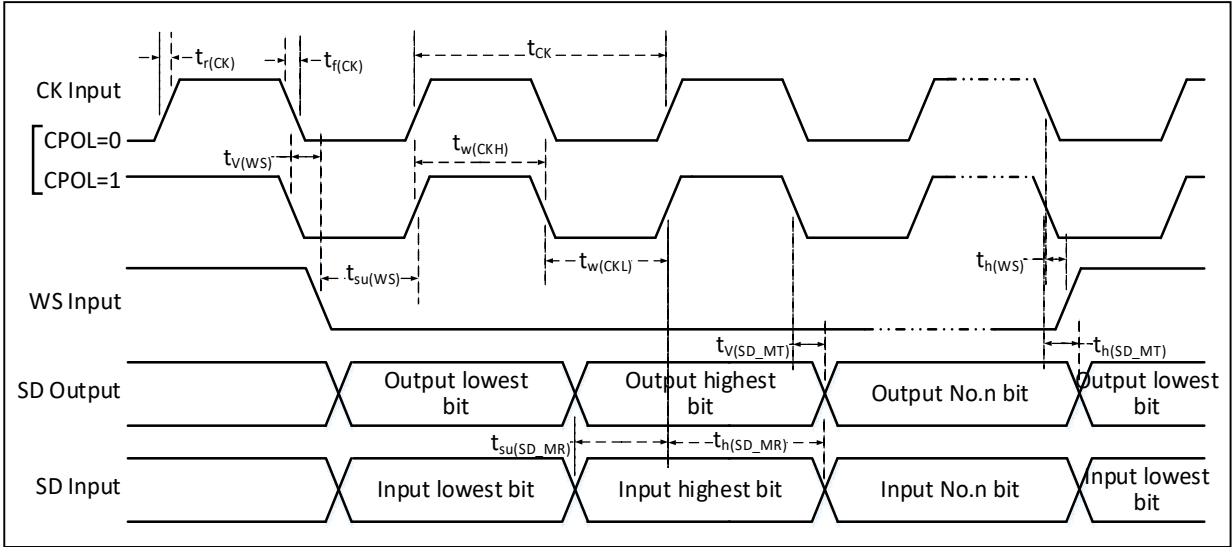 tr(CK)
tf(CK)
tCK
CK Input
CPOL=0
tV(WS)
tw(CKH)
CPOL=1
tsu(WS)
tw(CKL)
th(WS)
WS Input
tV(SD_MT)
th(SD_MT)
SD Output
Output lowest
bit
Output highest
bit
Output No.n bit
Output lowest
bit
tsu(SD_MR)
th(SD_MR)
SD Input
Input lowest bit
Input highest bit
Input No.n bit
Input lowest
bit